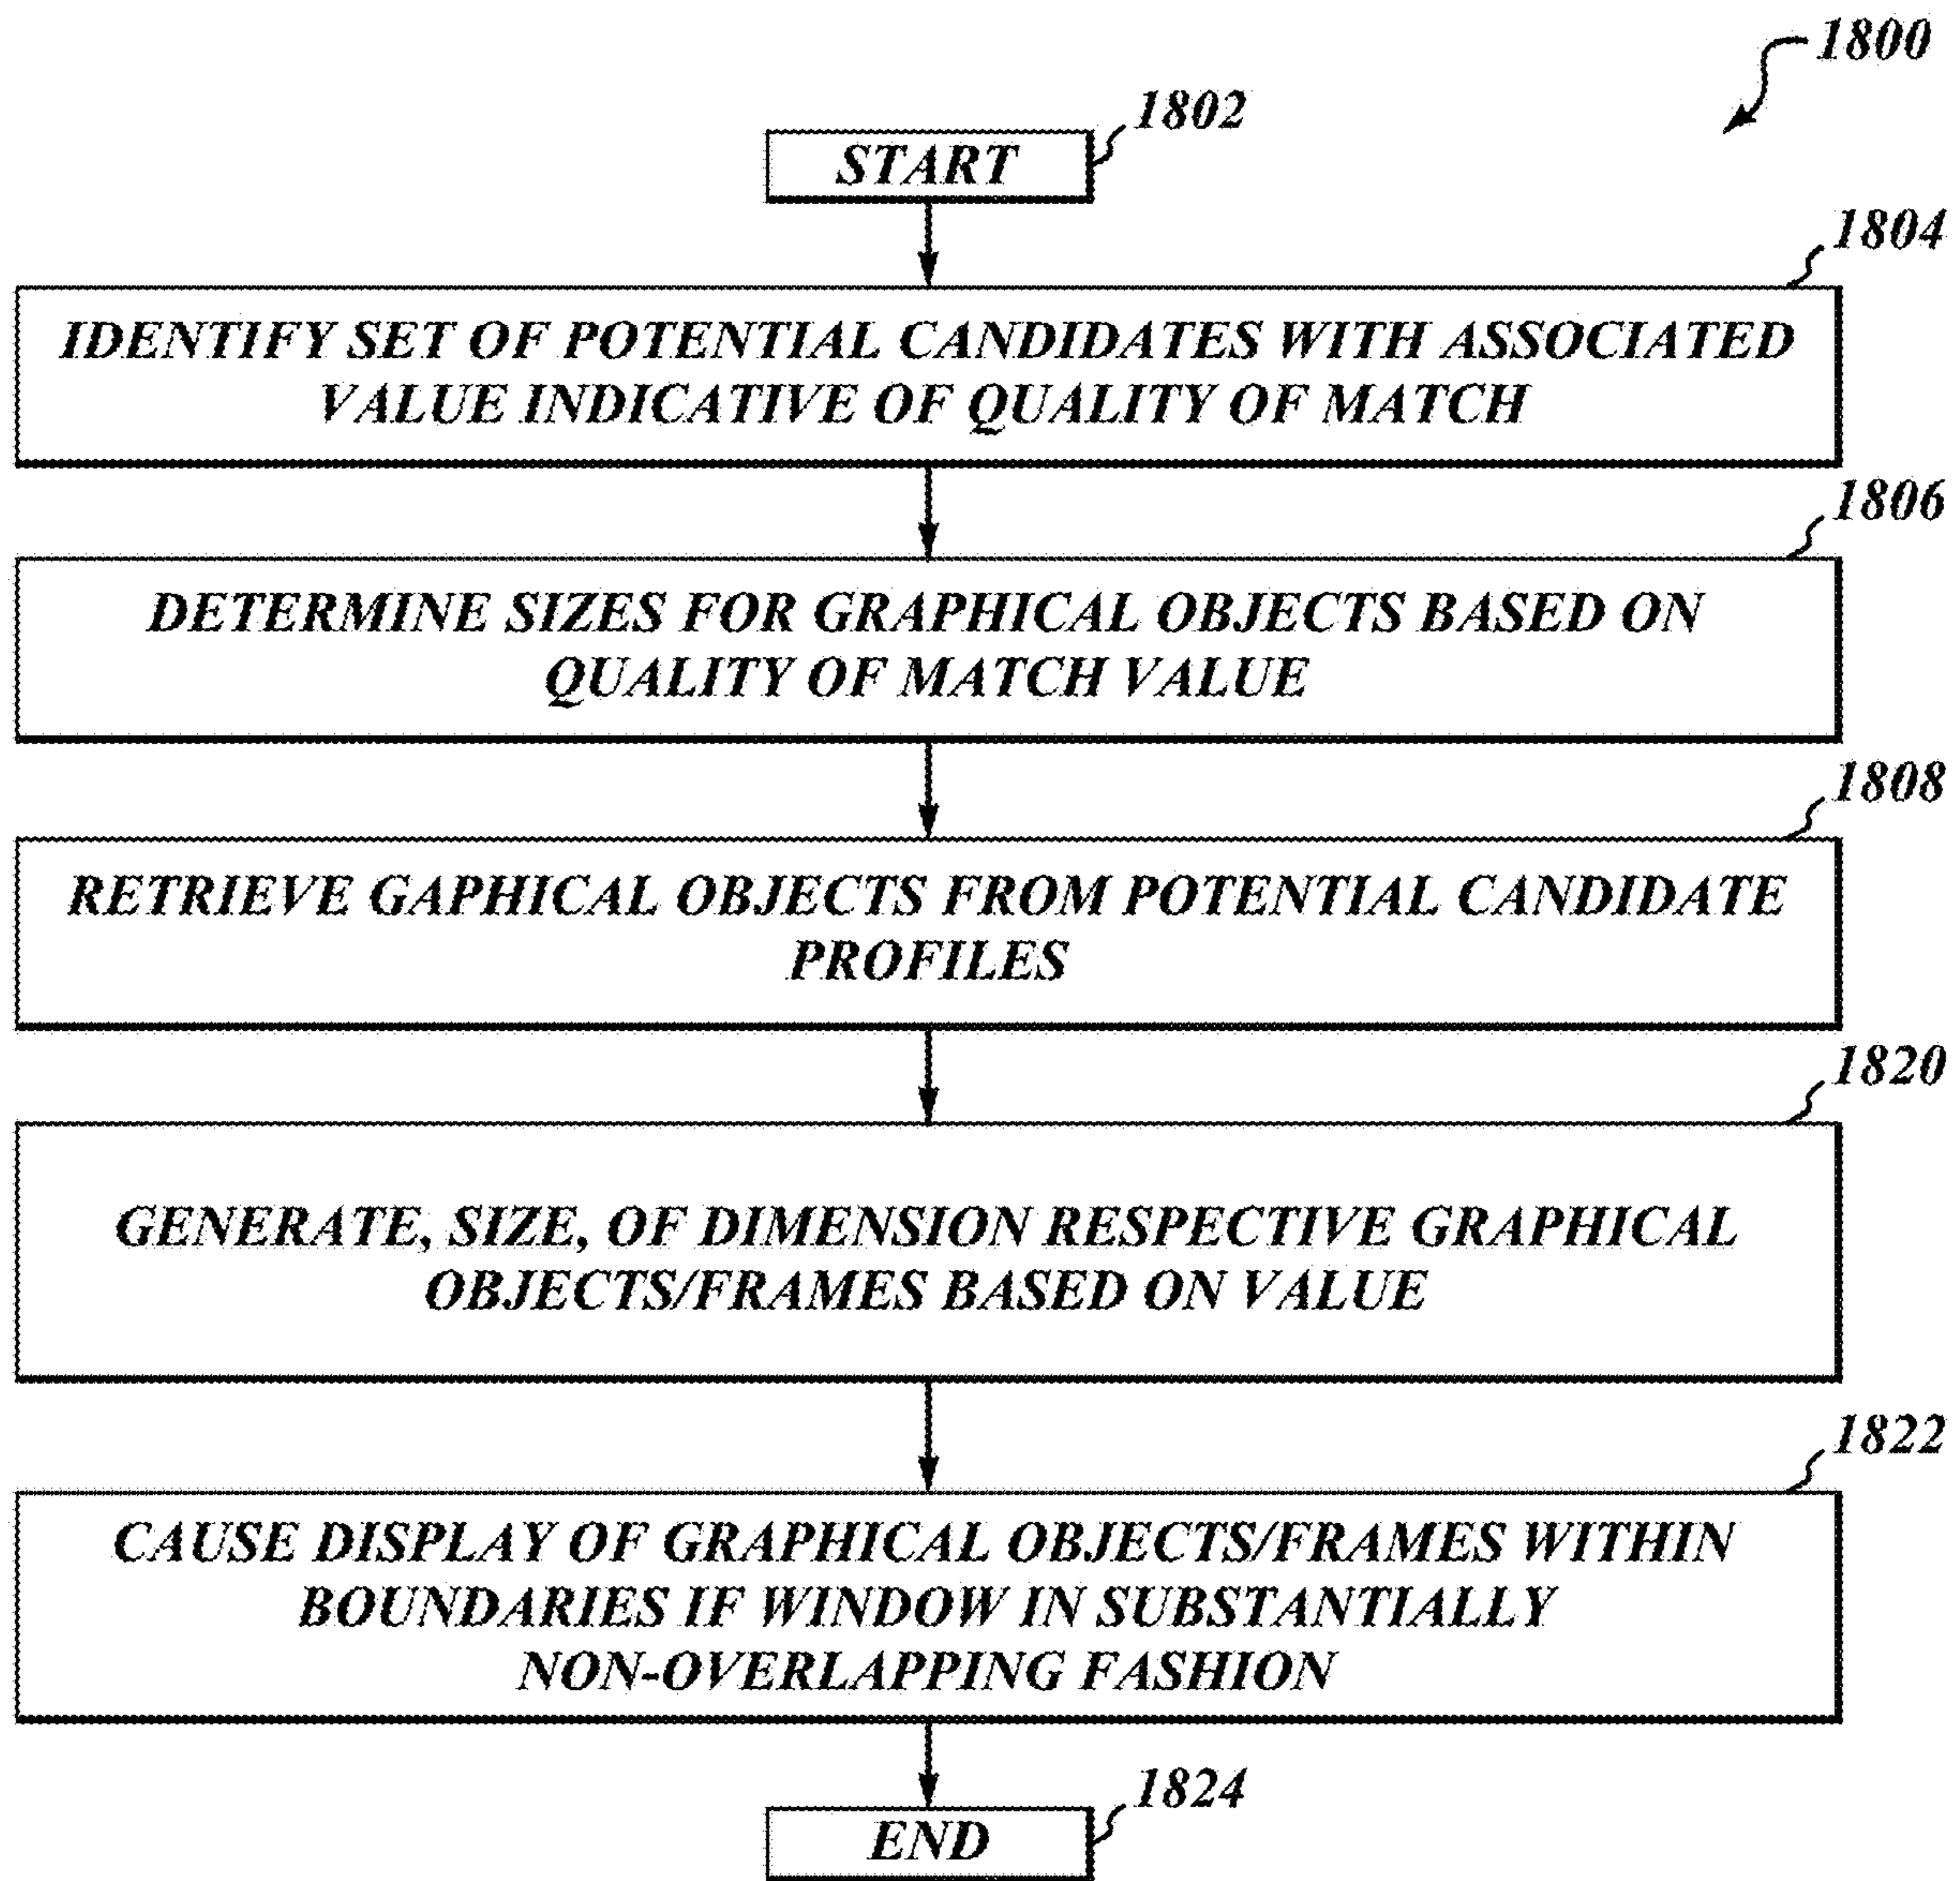 1800
1802
START
1804
IDENTIFY SET OF POTENTIAL CANDIDATES WITH ASSOCIATED
VALUE INDICATIVE OF QUALITY OF MATCH
1806
DETERMINE SIZES FOR GRAPHICAL OBJECTS BASED ON
QUALITY OF MATCH VALUE
1808
RETRIEVE GAPHICAL OBJECTS FROM POTENTIAL CANDIDATE
PROFILES
1820
GENERATE, SIZE, OF DIMENSION RESPECTIVE GRAPHICAL
OBJECTS/FRAMES BASED ON VALUE
1822
CAUSE DISPLAY OF GRAPHICAL OBJECTS/FRAMES WITHIN
BOUNDARIES IF WINDOW IN SUBSTANTIALLY
NON-OVERLAPPING FASHION
1824
END